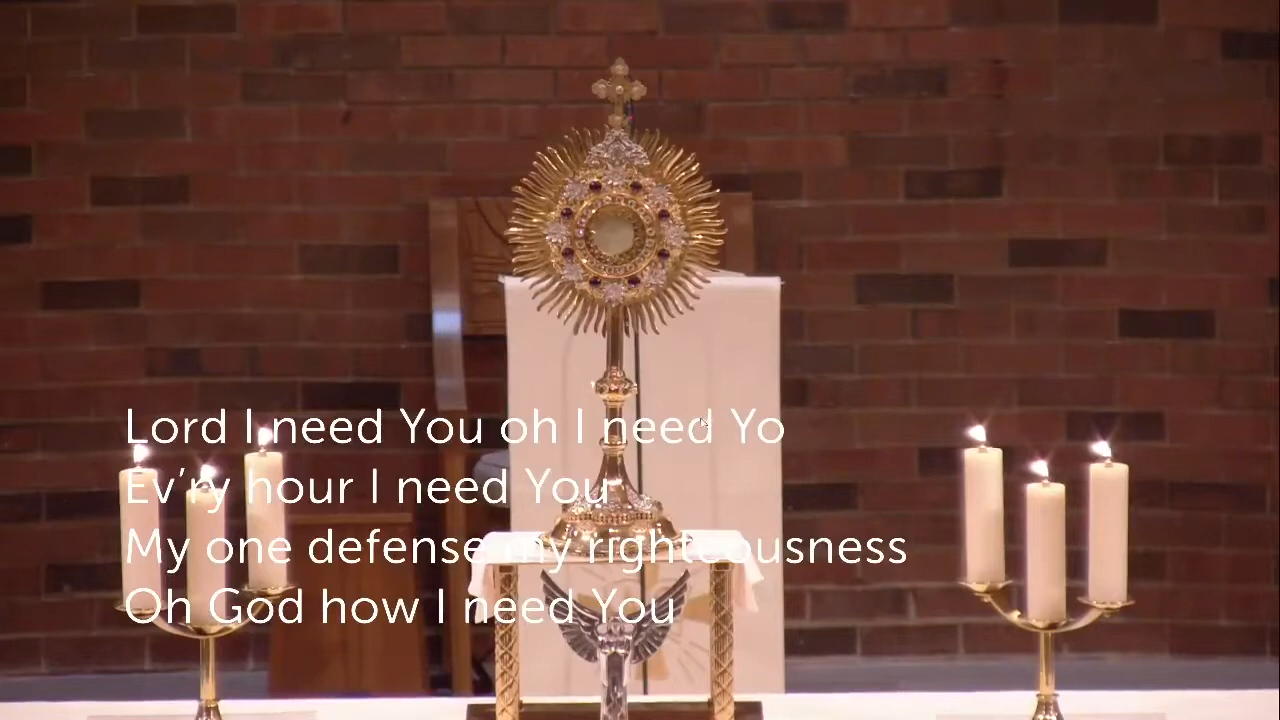 Lord I need You oh I need Yo
Ev'ry hour I need You
My one defense my righteousness
Oh God how I need You